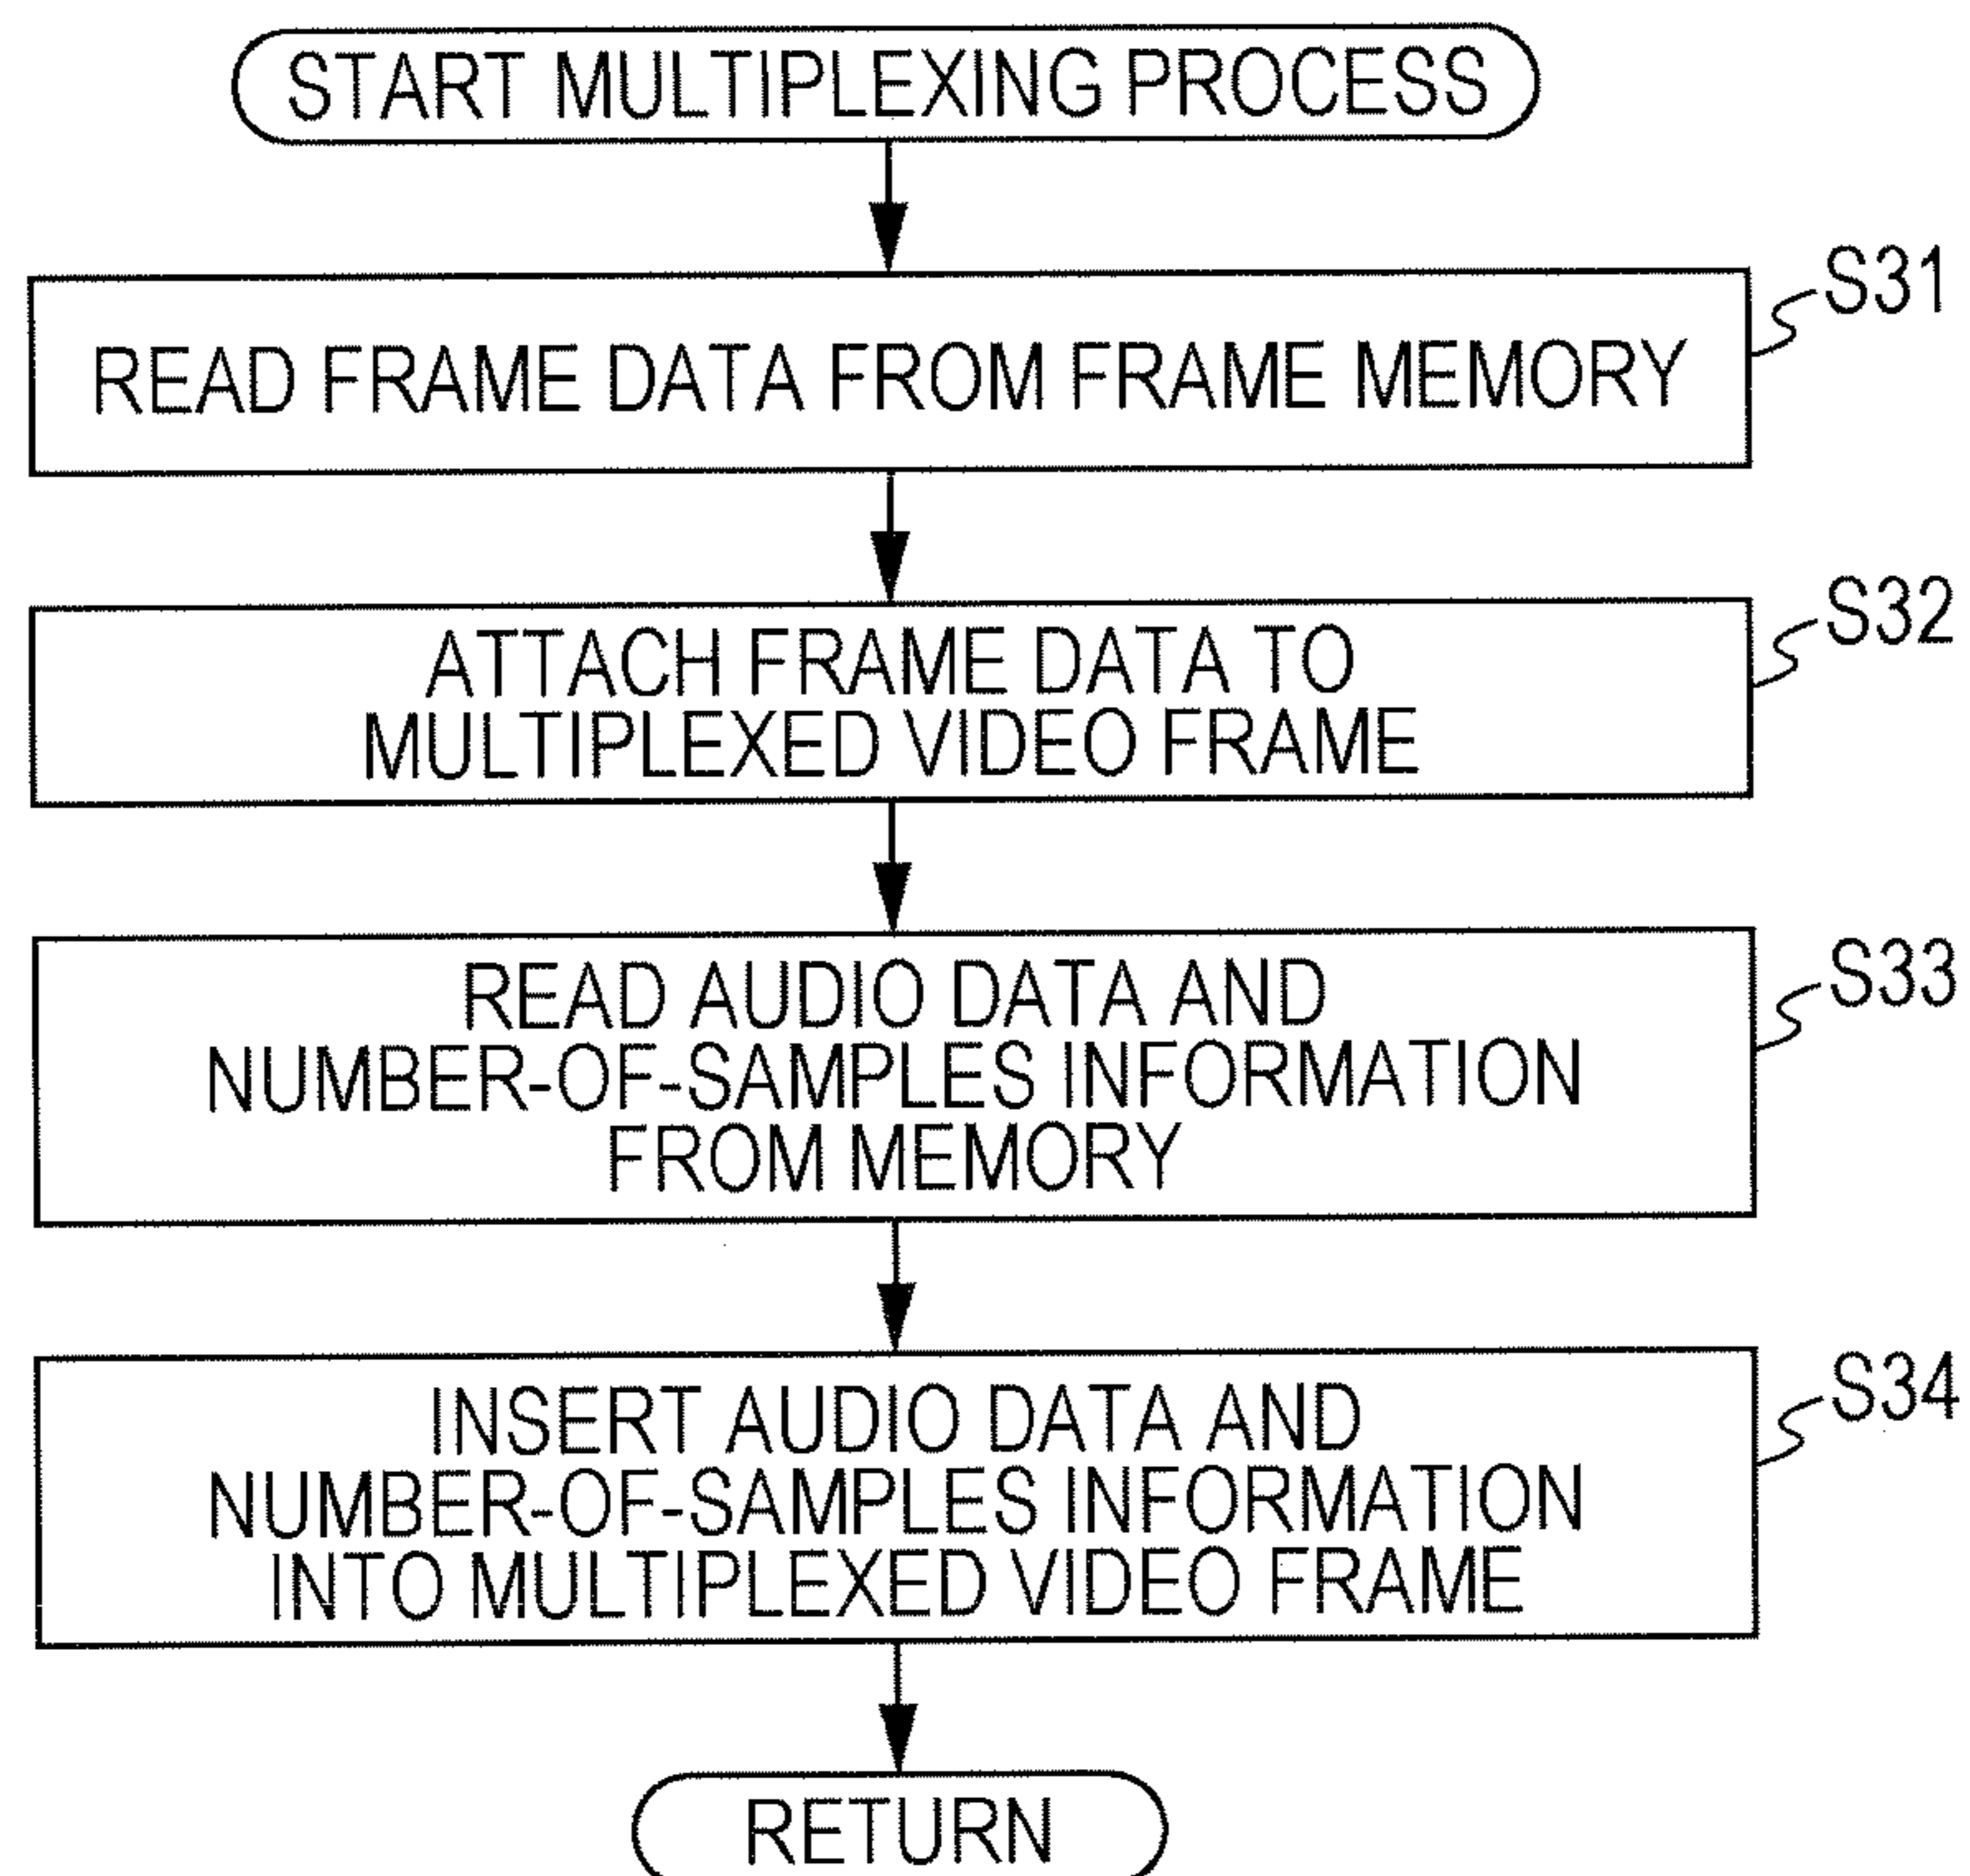 START MULTIPLEXING PROCESS
S31
READ FRAME DATA FROM FRAME MEMORY
S32
ATTACH FRAME DATA TO
MULTIPLEXED VIDEO FRAME
S33
READ AUDIO DATA AND
NUMBER-OF-SAMPLES INFORMATION
FROM MEMORY
S34
INSERT AUDIO DATA AND
NUMBER-OF-SAMPLES INFORMATION
INTO MULTIPLEXED VIDEO FRAME
RETURN